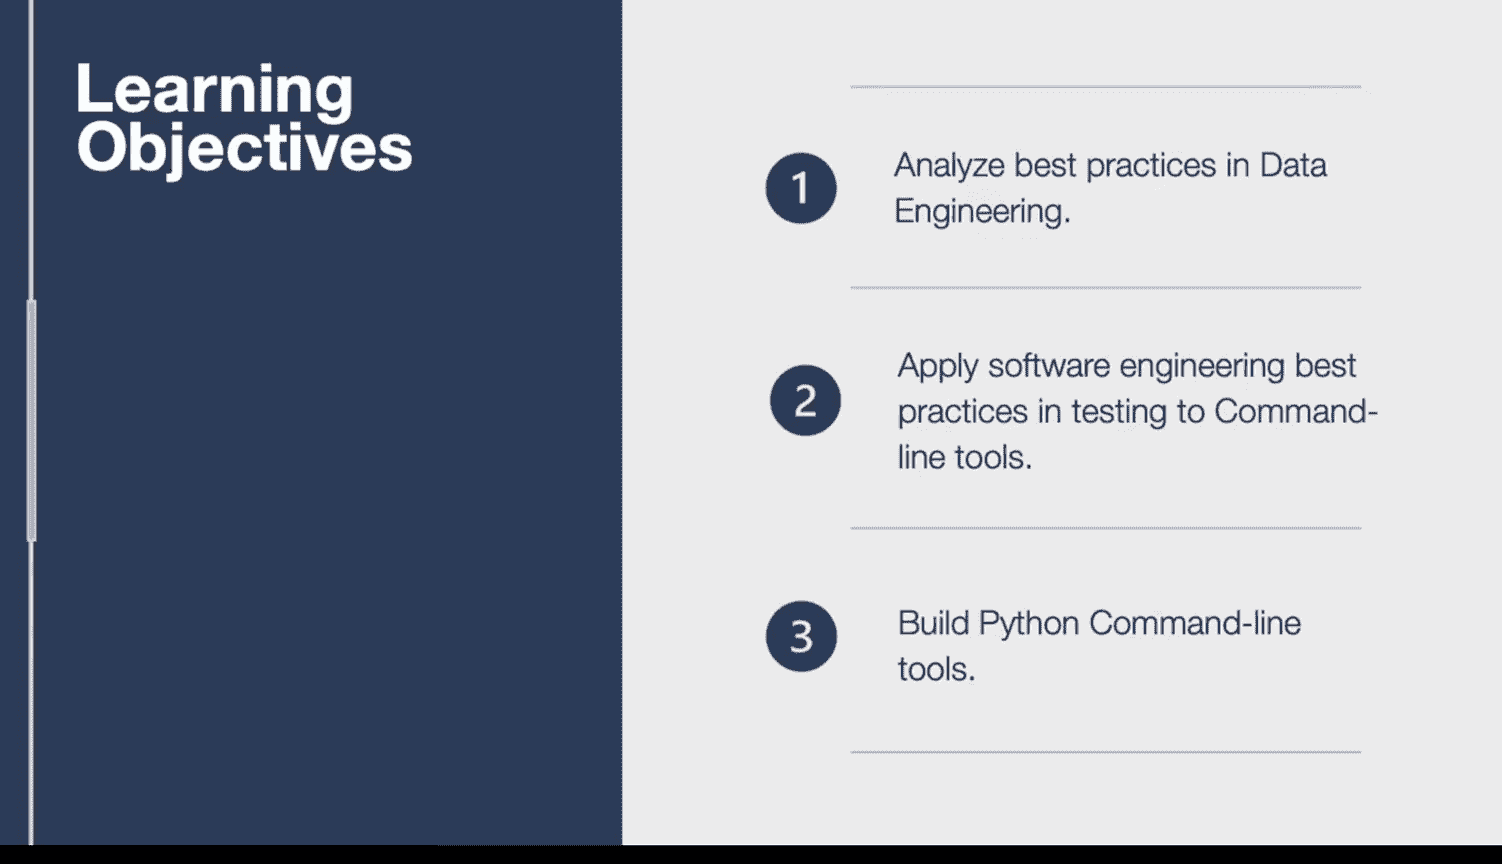 Learning
Objectives
1
Analyze best practices in Data
Engineering.
2
Apply software engineering best
practices in testing to Command-
line tools.
3
Build Python Command-line
tools.